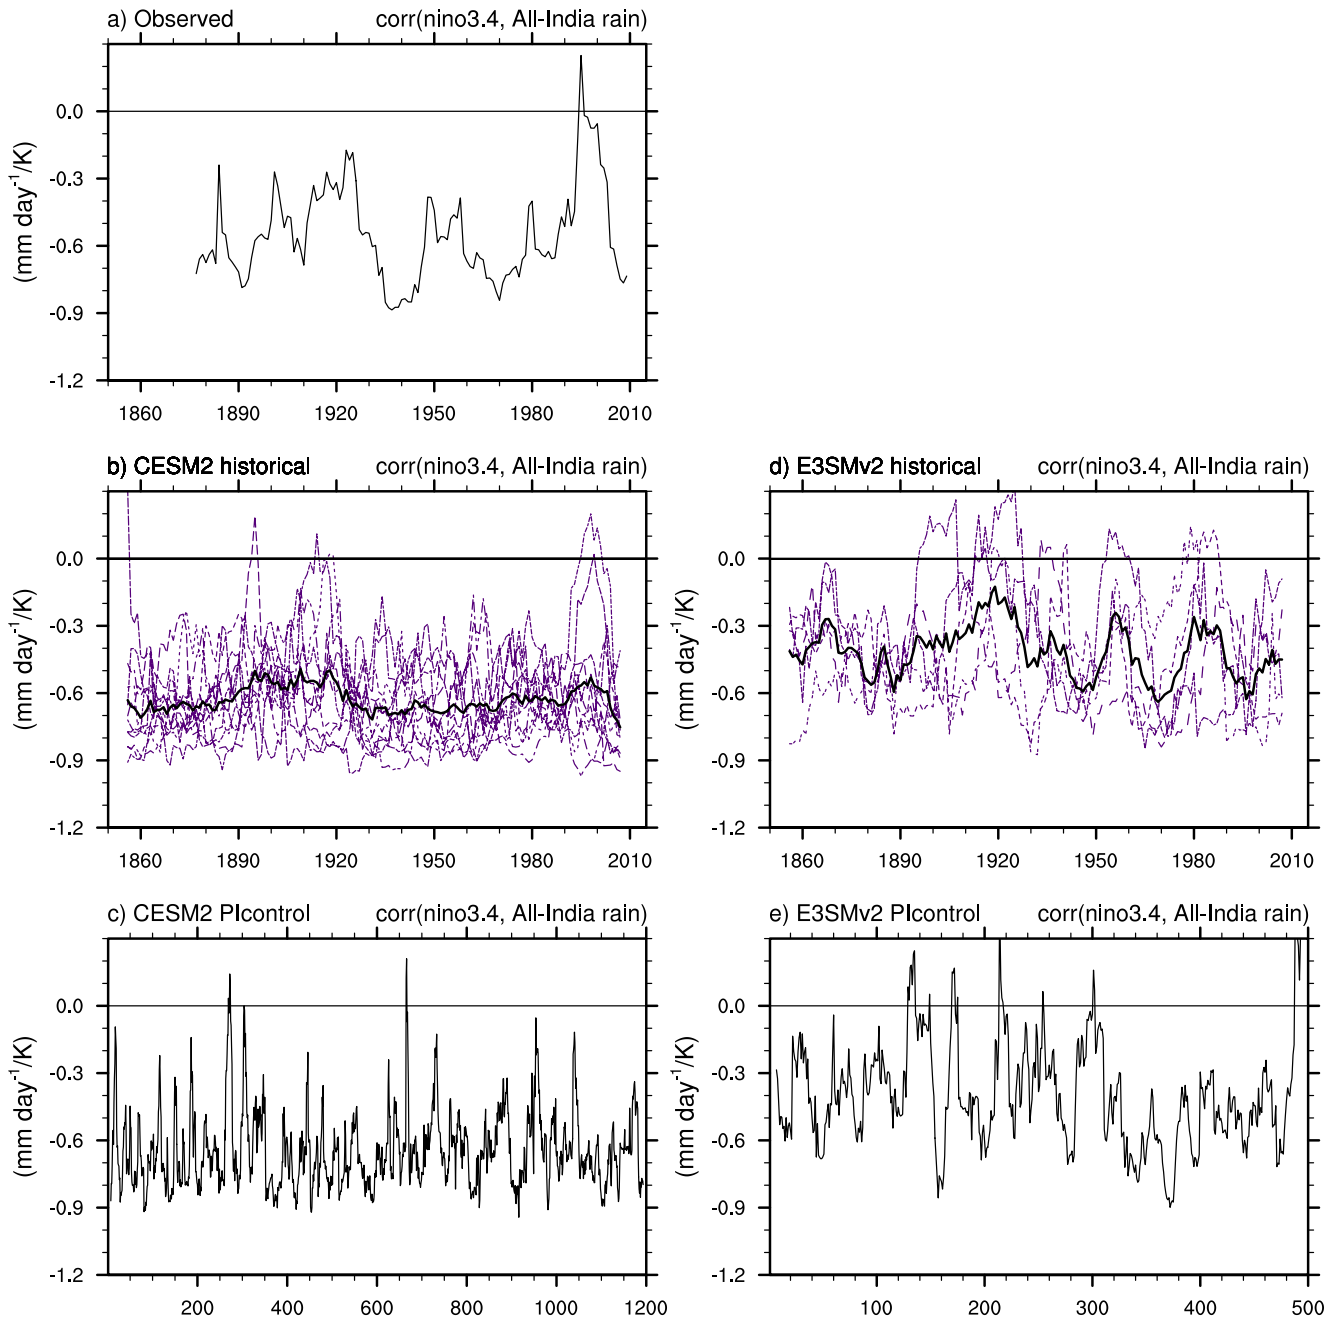 a) Observed corr(nino3.4, All-India rain)
(mm day-1/K)
0.0
-0.3
-0.6
-0.9
-1.2
1860 1890 1920 1950 1980 2010
b) CESM2 historical corr(nino3.4, All-India rain)
(mm day-1/K)
0.0
-0.3
-0.6
-0.9
-1.2
1860 1890 1920 1950 1980 2010
d) E3SMv2 historical corr(nino3.4, All-India rain)
(mm day-1/K)
0.0
-0.3
-0.6
-0.9
-1.2
1860 1890 1920 1950 1980 2010
c) CESM2 PIcontrol corr(nino3.4, All-India rain)
(mm day-1/K)
0.0
-0.3
-0.6
-0.9
-1.2
200 400 600 800 1000 1200
e) E3SMv2 PIcontrol corr(nino3.4, All-India rain)
(mm day-1/K)
0.0
-0.3
-0.6
-0.9
-1.2
100 200 300 400 500